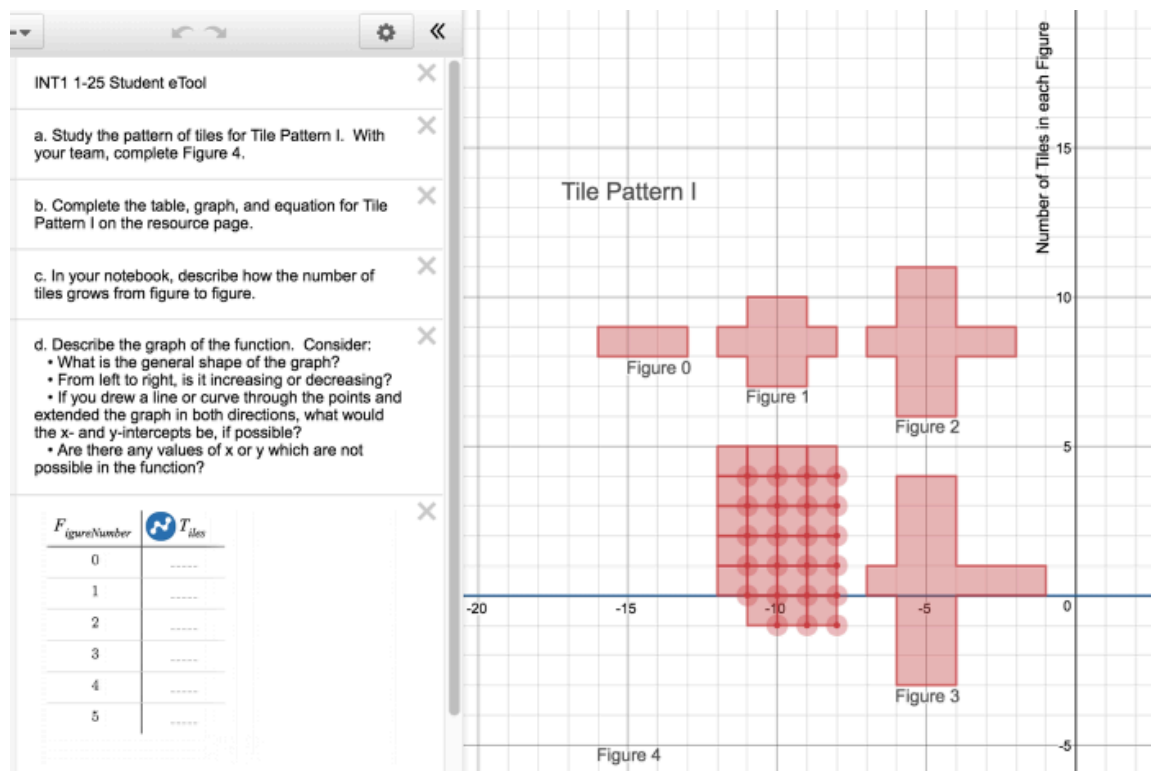 INT1 1-25 Student eTool
a. Study the pattern of tiles for Tile Pattern I. With
your team, complete Figure 4.
b. Complete the table, graph, and equation for Tile
Pattern I on the resource page.
c. In your notebook, describe how the number of
tiles grows from figure to figure.
d. Describe the graph of the function. Consider:
• What is the general shape of the graph?
• From left to right, is it increasing or decreasing?
• If you drew a line or curve through the points and
extended the graph in both directions, what would
the x- and y-intercepts be, if possible?
• Are there any values of x or y which are not
possible in the function?
FigureNumber Tiles
0 -----
1 -----
2 -----
3 -----
4 -----
5 -----
Number of Tiles in each Figure
15
Tile Pattern I
10
Figure 0
Figure 1
Figure 2
5
-20 -15 -10 -5 0
Figure 3
-5
Figure 4